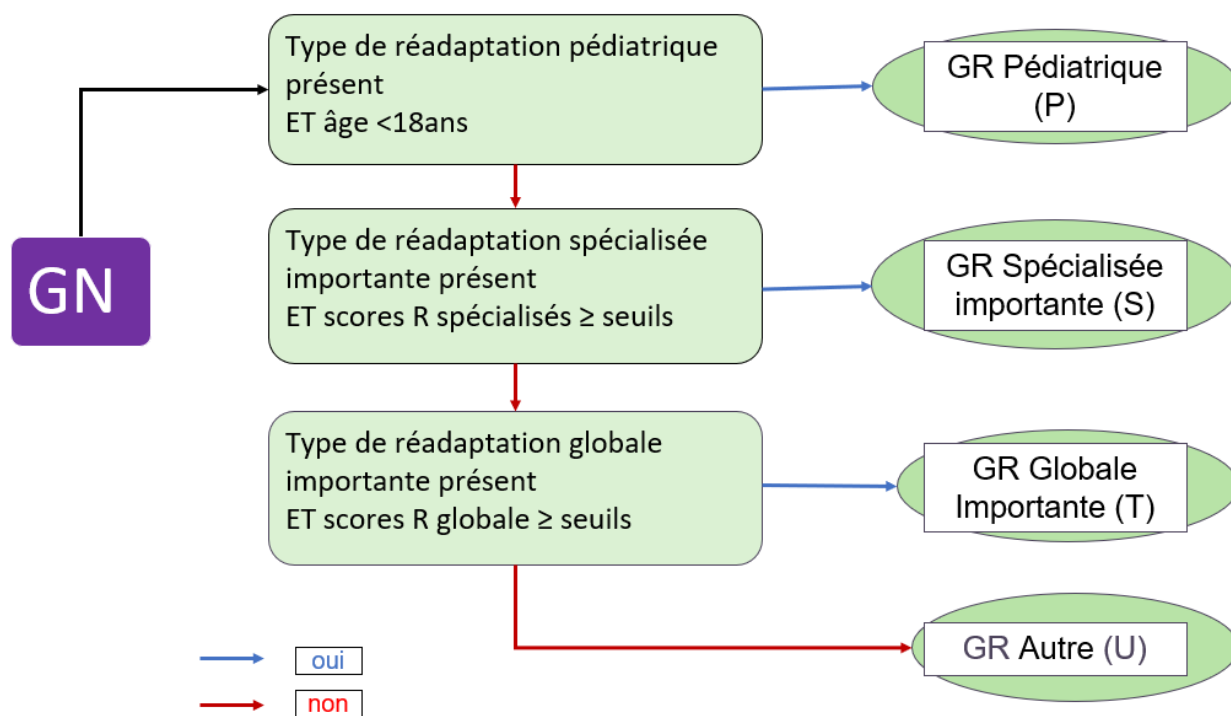 Type de réadaptation pédiatrique
présent
ET âge <18ans
GR Pédiatrique
(P)
GN
Type de réadaptation spécialisée
importante présent
ET scores R spécialisés ≥ seuils
GR Spécialisée
importante (S)
Type de réadaptation globale
importante présent
ET scores R globale ≥ seuils
GR Globale
Importante (T)
GR Autre (U)
oui
non